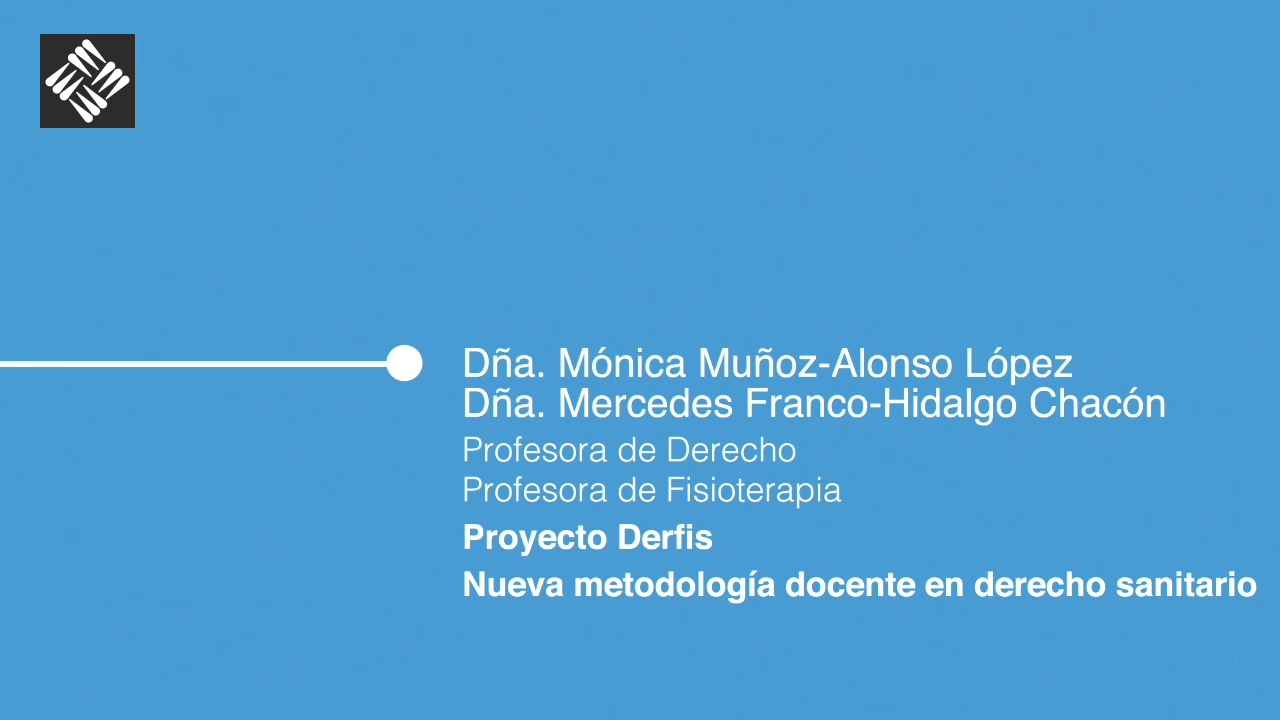 Dña. Mónica Muñoz-Alonso López
Dña. Mercedes Franco-Hidalgo Chacón
Profesora de Derecho
Profesora de Fisioterapia
Proyecto Derfis
Nueva metodología docente en derecho sanitario